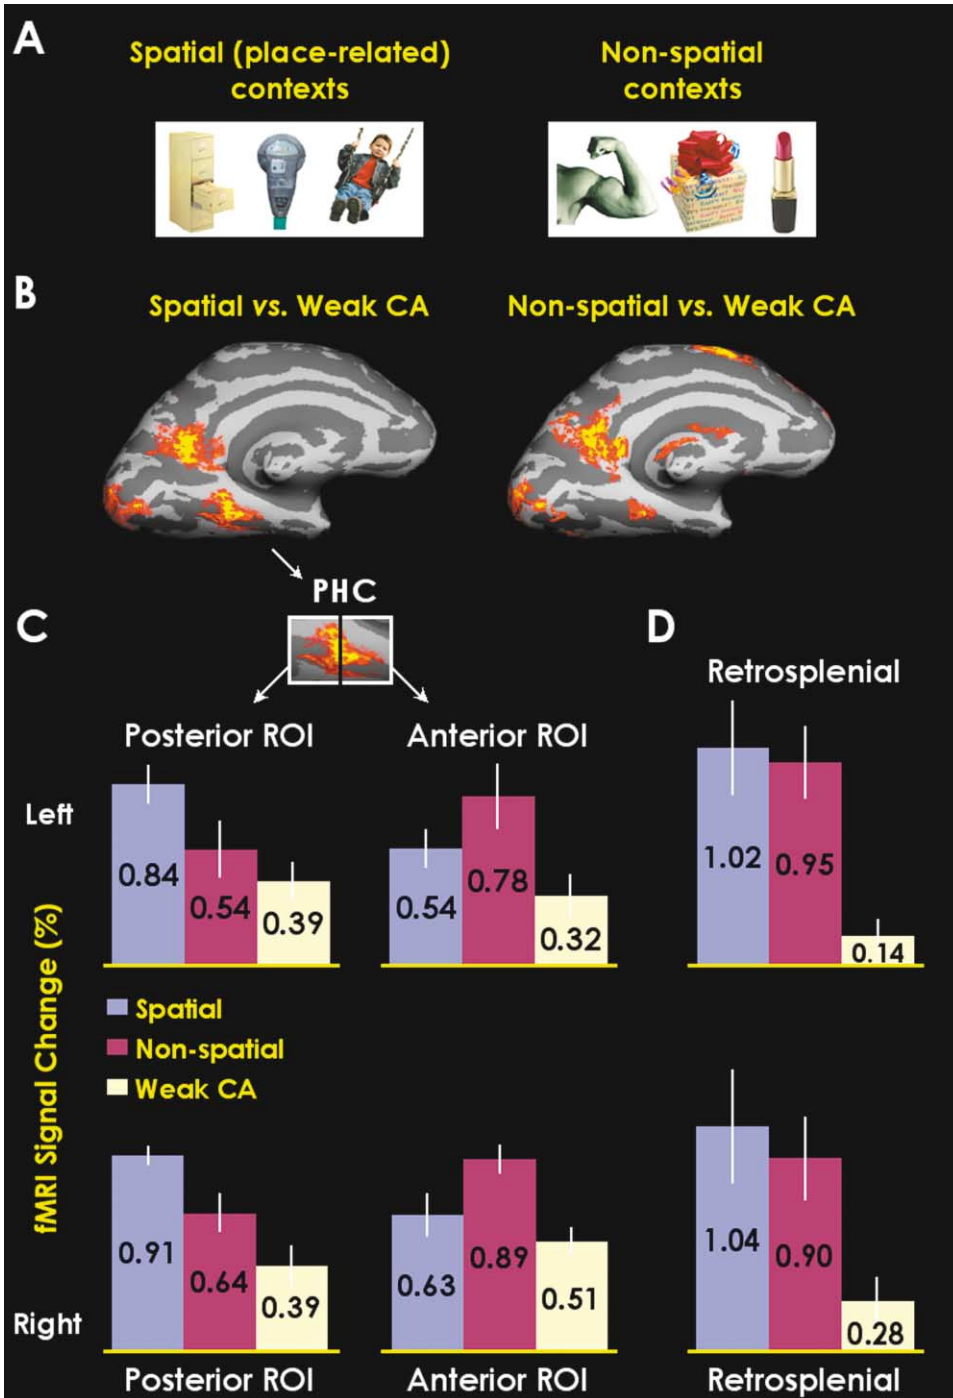 A
Spatial (place-related)
contexts
Non-spatial
contexts
B
Spatial vs. Weak CA
Non-spatial vs. Weak CA
PHC
C
D
Retrosplenial
Posterior ROI
Anterior ROI
Left
0.84
0.54
0.39
0.54
0.78
0.32
1.02
0.95
0.14
fMRI Signal Change (%)
Spatial
Non-spatial
Weak CA
Right
0.91
0.64
0.39
0.63
0.89
0.51
1.04
0.90
0.28
Posterior ROI
Anterior ROI
Retrosplenial